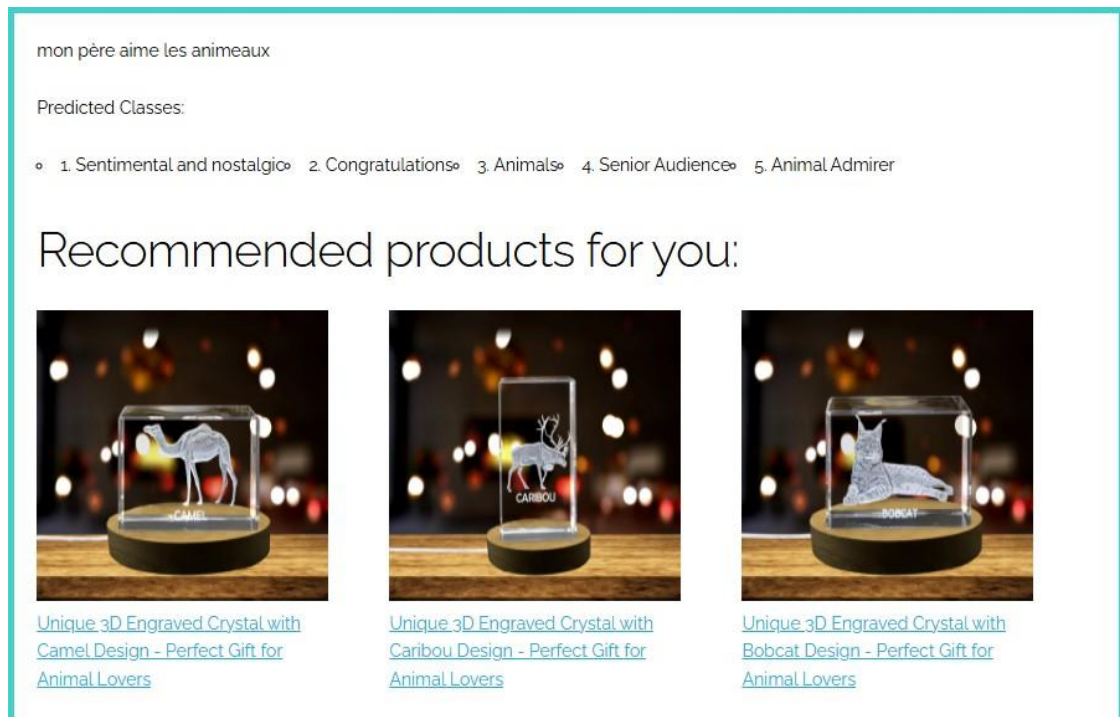 mon père aime les animeaux
Predicted Classes:
1. Sentimental and nostalgic 2. Congratulations 3. Animals 4. Senior Audience 5. Animal Admirer
Recommended products for you:
CAMEL
CARIBOU
BOBCAT
Unique 3D Engraved Crystal with
Camel Design - Perfect Gift for
Animal Lovers
Unique 3D Engraved Crystal with
Caribou Design - Perfect Gift for
Animal Lovers
Unique 3D Engraved Crystal with
Bobcat Design - Perfect Gift for
Animal Lovers